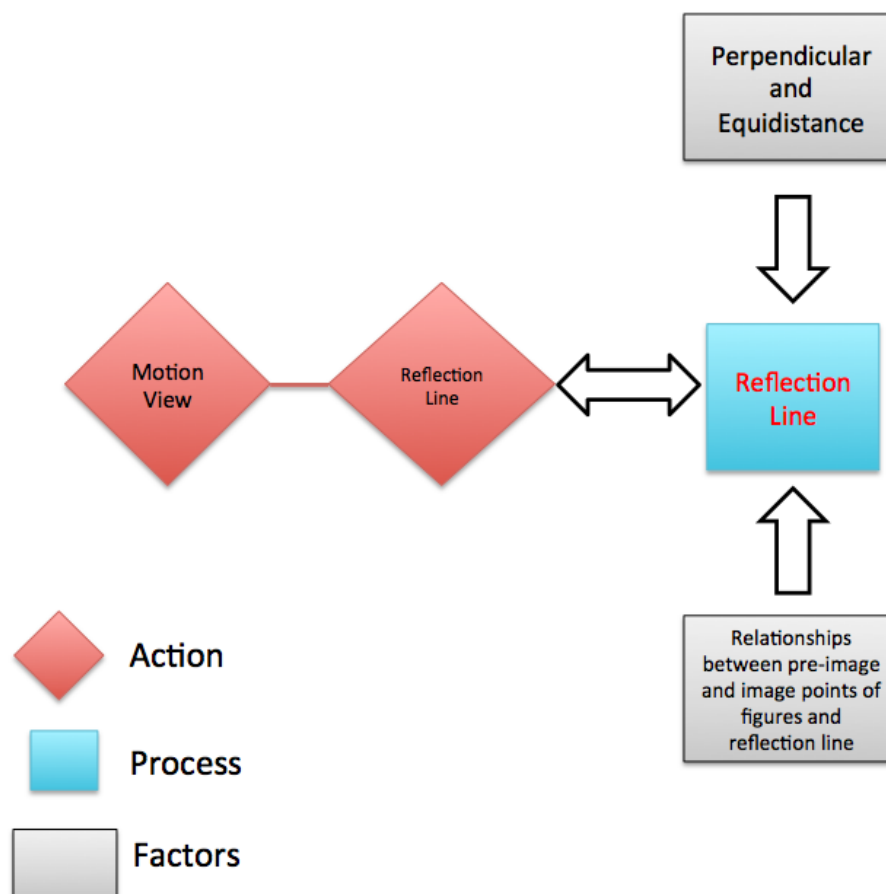 Perpendicular
and
Equidistance
Motion
View
Reflection
Line
Reflection
Line
Relationships
between pre-image
and image points of
figures and
reflection line
Action
Process
Factors